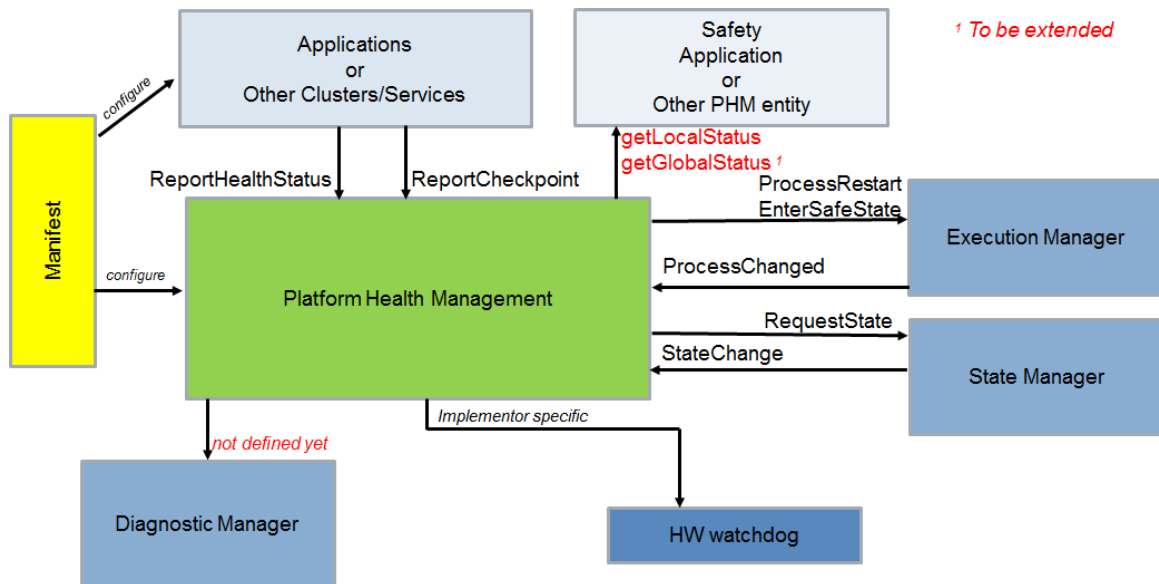 Applications
or
Other Clusters/Services
Safety
Application
or
Other PHM entity
¹ To be extended
configure
Manifest
configure
ReportHealthStatus
ReportCheckpoint
getLocalStatus
getGlobalStatus ¹
ProcessRestart
EnterSafeState
Execution Manager
ProcessChanged
Platform Health Management
RequestState
StateChange
State Manager
Implementor specific
not defined yet
Diagnostic Manager
HW watchdog